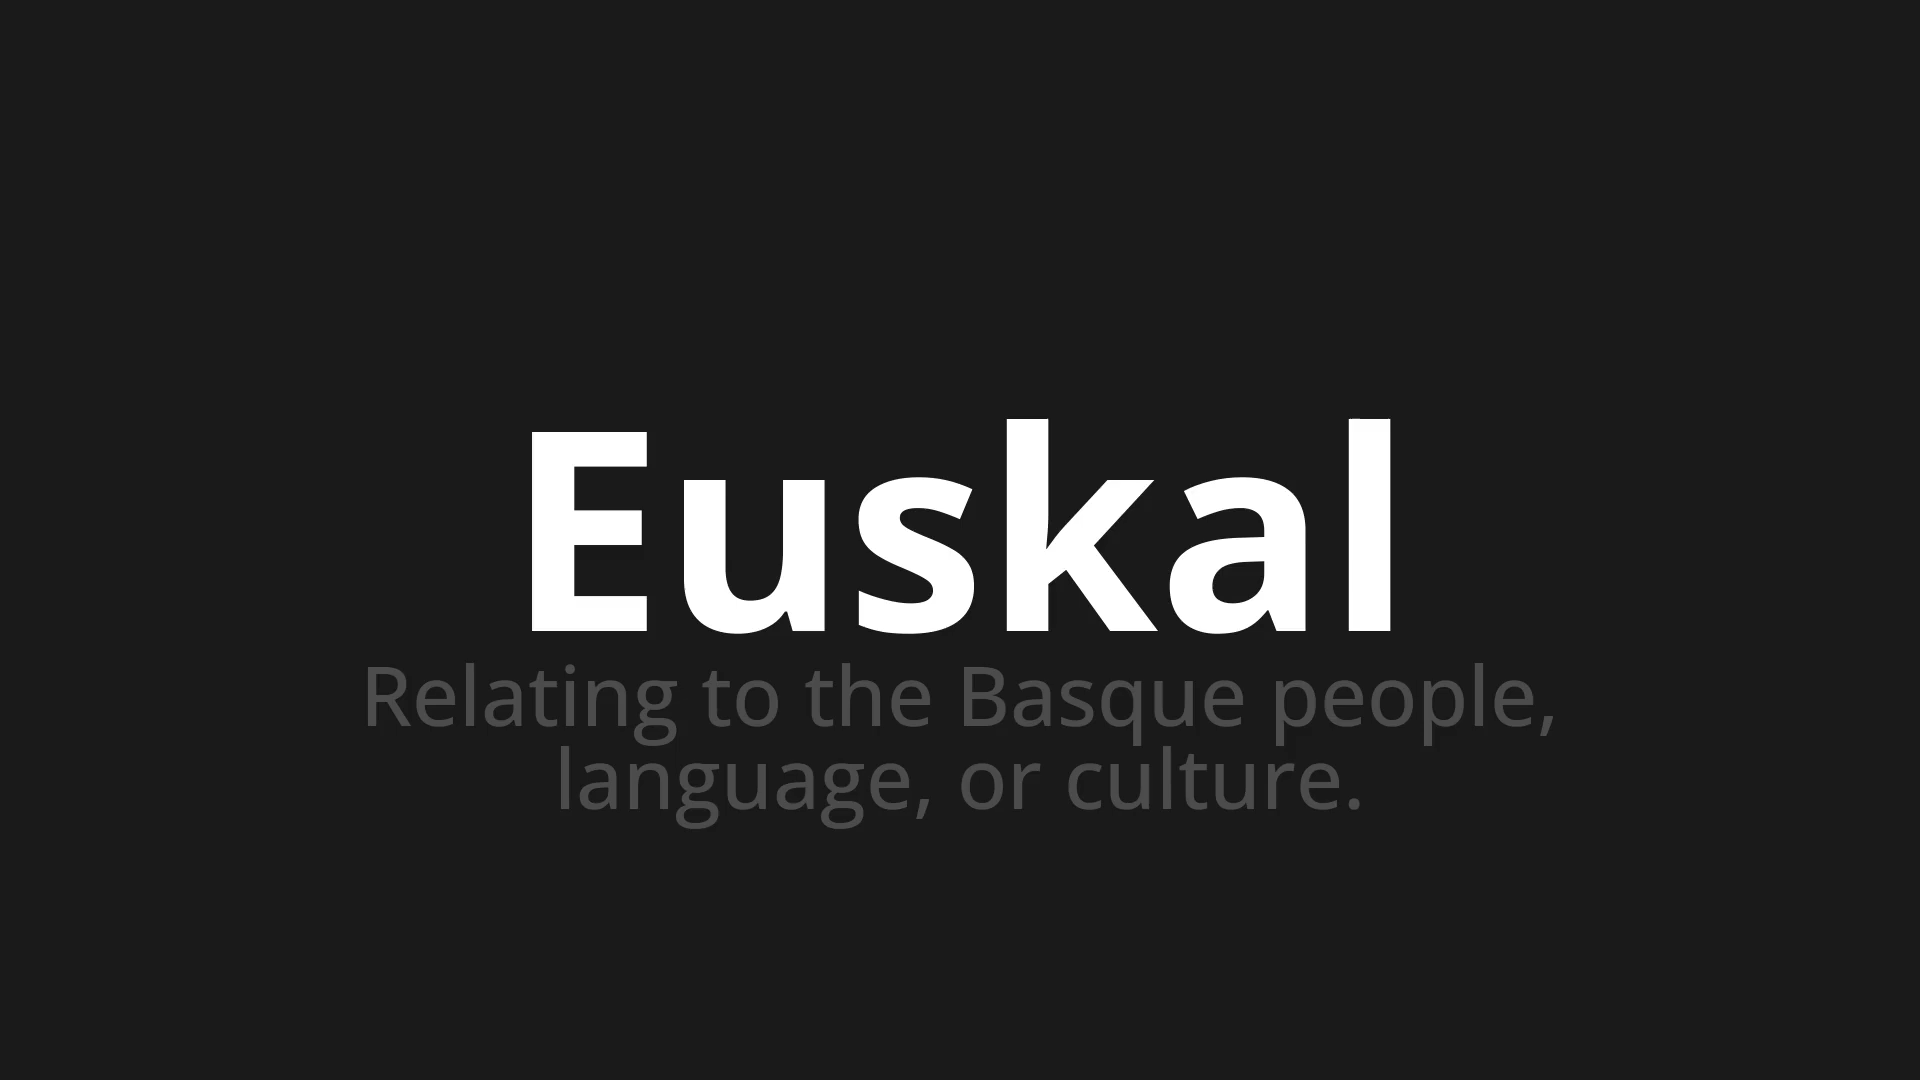 Euskal
Relating to the Basque people,
language, or culture.